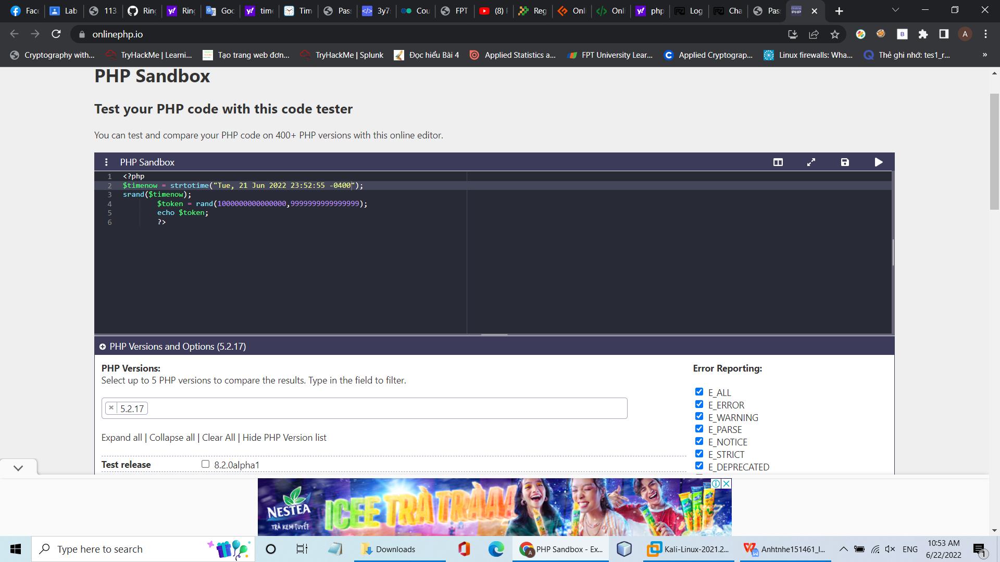 Face
Lab
113
Ring
Ring
Goo
time
Tim
Pass
3y7
Cou
FPT
(8)
Reg
Onli
Onli
php
Log
Cha
Pass
onlinephp.io
A
Cryptography with...
TryHackMe | Learni...
Tạo trang web đơn...
TryHackMe | Splunk
Đọc hiểu Bài 4
Applied Statistics a...
FPT University Lear...
Applied Cryptograp...
Linux firewalls: Wha...
Thẻ ghi nhớ: tes1_r...
»
PHP Sandbox
Test your PHP code with this code tester
You can test and compare your PHP code on 400+ PHP versions with this online editor.
PHP Sandbox
1 <?php
2 $timenow = strtotime("Tue, 21 Jun 2022 23:52:55 -0400");
3 srand($timenow);
4 $token = rand(1000000000000000,9999999999999999);
5 echo $token;
6 ?>
PHP Versions and Options (5.2.17)
PHP Versions:
Select up to 5 PHP versions to compare the results. Type in the field to filter.
× 5.2.17
Expand all | Collapse all | Clear All | Hide PHP Version list
Test release 8.2.0alpha1
Error Reporting:
E_ALL
E_ERROR
E_WARNING
E_PARSE
E_NOTICE
E_STRICT
E_DEPRECATED
NESTEA
TRÀ KEM TUYẾT
ICEE TRÀ TRÀAAA
Type here to search
Downloads
PHP Sandbox - Ex...
Kali-Linux-2021.2...
Anhtnhe151461_l...
ENG
10:53 AM
6/22/2022
1